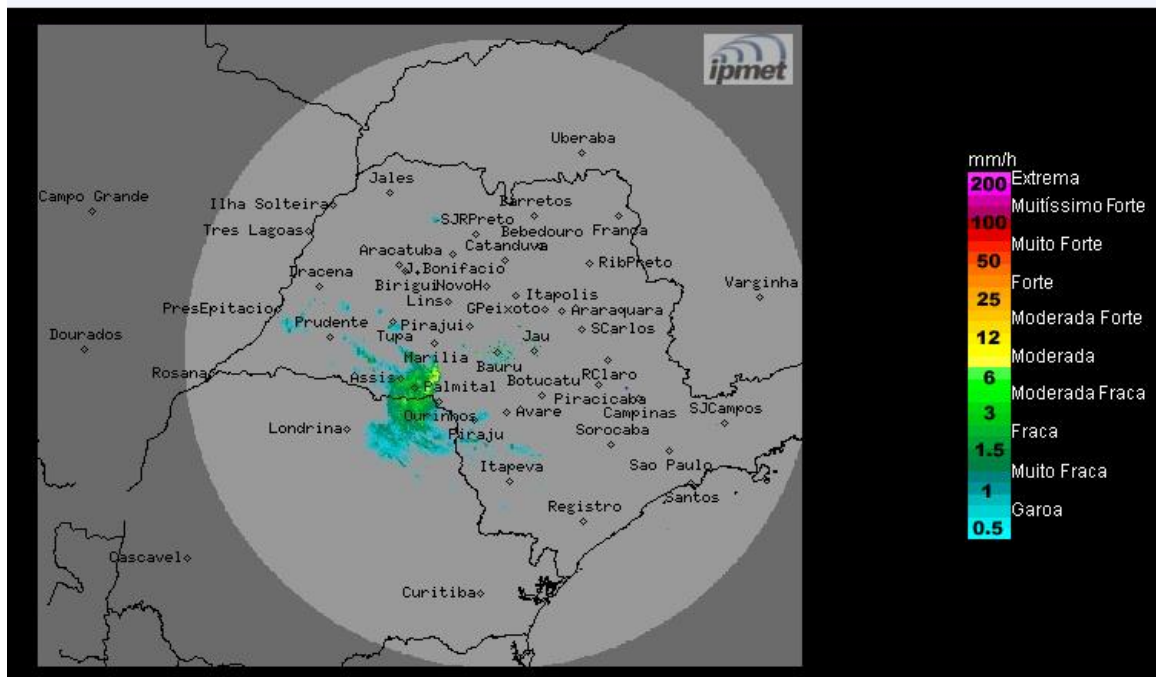 ipmet
Uberaba
Jales
Campo Grande
Ilha Solteira
Barretos
SJRPreto
Tres Lagoas
Bebedouro
Franca
Catanduva
Aracatuba
J.Bonifacio
RibPreto
Dracena
Birigui
NovoH
Varginha
Itapolis
Lins
GPeixoto
Araraquara
PresEpitacio
Prudente
Pirajui
SCarlos
Dourados
Tupa
Jau
Marilia
Bauru
Rosana
Assis
RClaro
Palmital
Botucatu
Piracicaba
Ourinhos
Avare
Campinas
SJCampos
Londrina
Piraju
Sorocaba
Itapeva
Sao Paulo
Santos
Registro
Cascavel
Curitiba
mm/h
200 Extrema
Muitíssimo Forte
100
Muito Forte
50
Forte
25
Moderada Forte
12
Moderada
6
Moderada Fraca
3
Fraca
1.5
Muito Fraca
1
Garoa
0.5